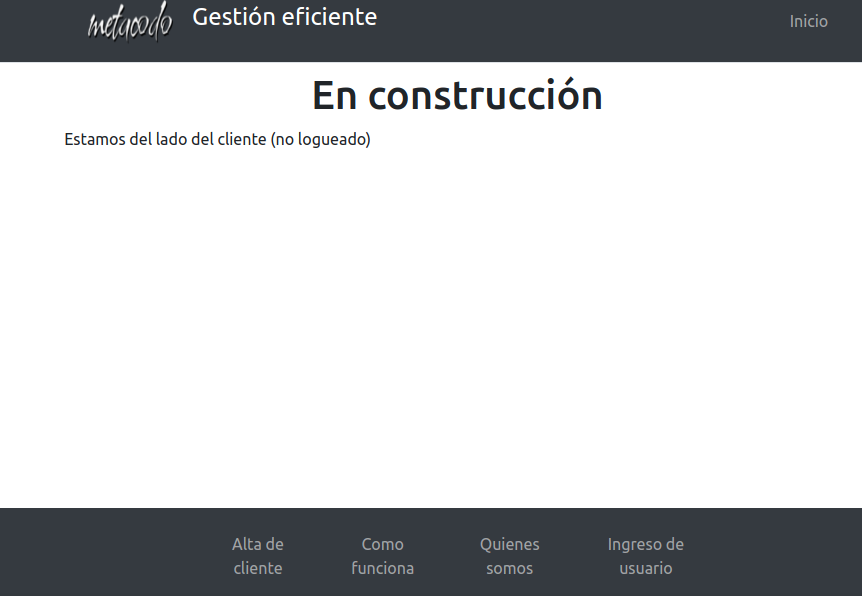 Gestión eficiente
Inicio
En construcción
Estamos del lado del cliente (no logueado)
Alta de
cliente
Como
funciona
Quienes
somos
Ingreso de
usuario